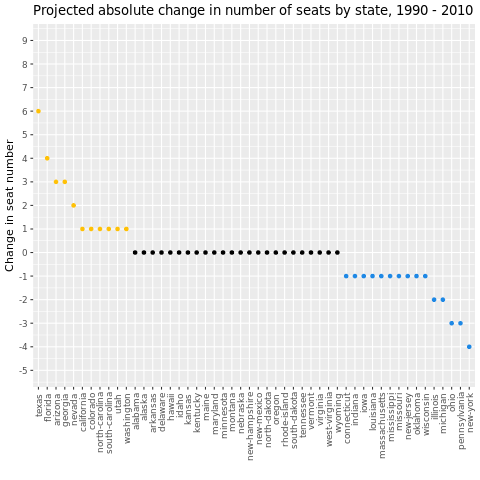 Projected absolute change in number of seats by state, 1990 - 2010
Change in seat number
9
8
7
6
5
4
3
2
1
0
-1
-2
-3
-4
-5
texas
florida
arizona
georgia
nevada
california
colorado
north-carolina
south-carolina
utah
washington
alabama
alaska
arkansas
delaware
hawaii
idaho
kansas
kentucky
maine
maryland
minnesota
montana
nebraska
new-hampshire
new-mexico
north-dakota
oregon
rhode-island
south-dakota
tennessee
vermont
virginia
west-virginia
wyoming
connecticut
indiana
iowa
louisiana
massachusetts
mississippi
missouri
new-jersey
oklahoma
wisconsin
illinois
michigan
ohio
pennsylvania
new-york